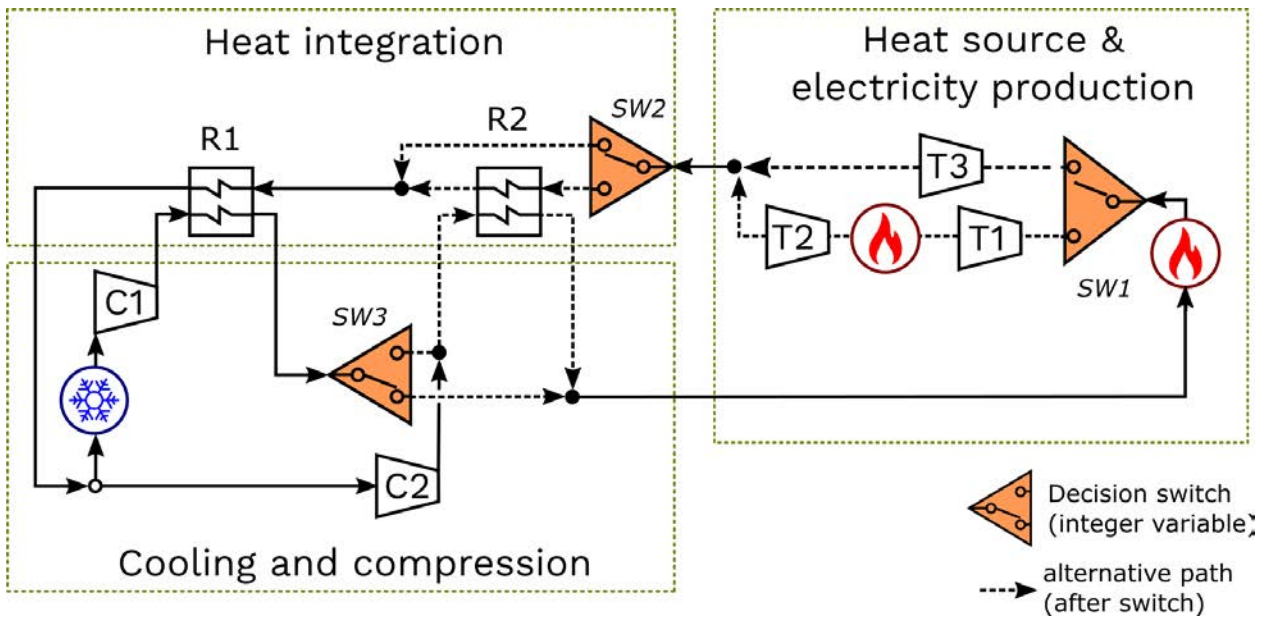 Heat integration
Heat source &
electricity production
SW2
R2
R1
T3
T2
T1
SW1
C1
SW3
C2
Cooling and compression
Decision switch
(integer variable)
alternative path
(after switch)